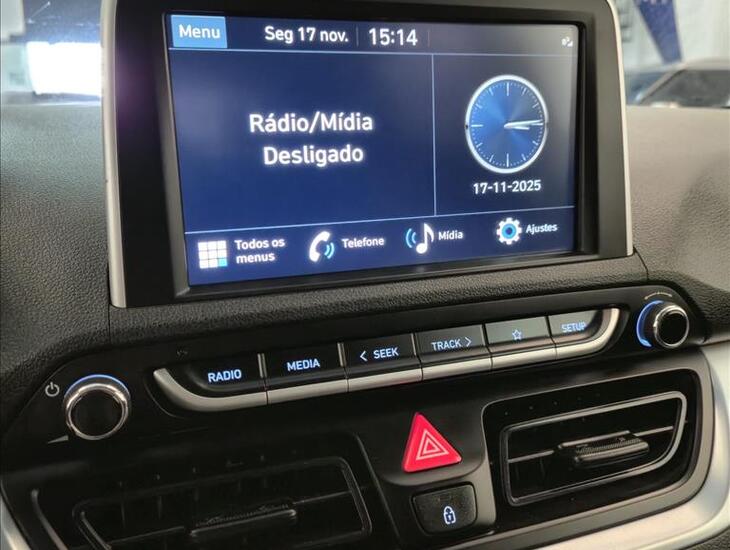 Menu
Seg 17 nov.
15:14
Rádio/Mídia
Desligado
17-11-2025
Todos os
menus
Telefone
Mídia
Ajustes
RADIO
MEDIA
< SEEK
TRACK >
SETUP